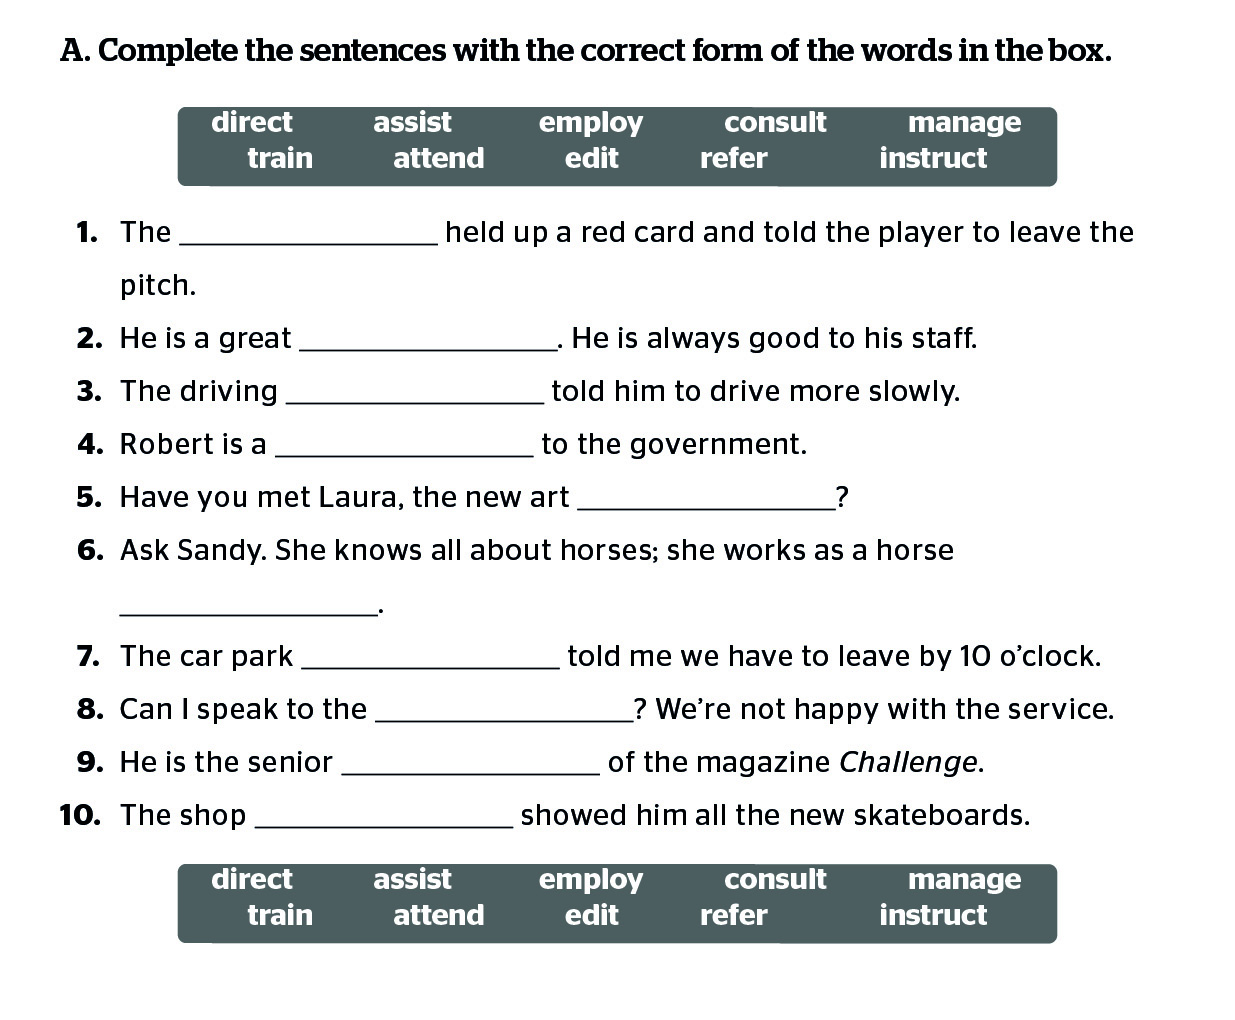 A. Complete the sentences with the correct form of the words in the box.
direct assist employ consult manage
train attend edit refer instruct
1. The ________________ held up a red card and told the player to leave the
pitch.
2. He is a great ________________. He is always good to his staff.
3. The driving ________________ told him to drive more slowly.
4. Robert is a ________________ to the government.
5. Have you met Laura, the new art ________________?
6. Ask Sandy. She knows all about horses; she works as a horse
________________.
7. The car park ________________ told me we have to leave by 10 o’clock.
8. Can I speak to the ________________? We’re not happy with the service.
9. He is the senior ________________ of the magazine Challenge.
10. The shop ________________ showed him all the new skateboards.
direct assist employ consult manage
train attend edit refer instruct